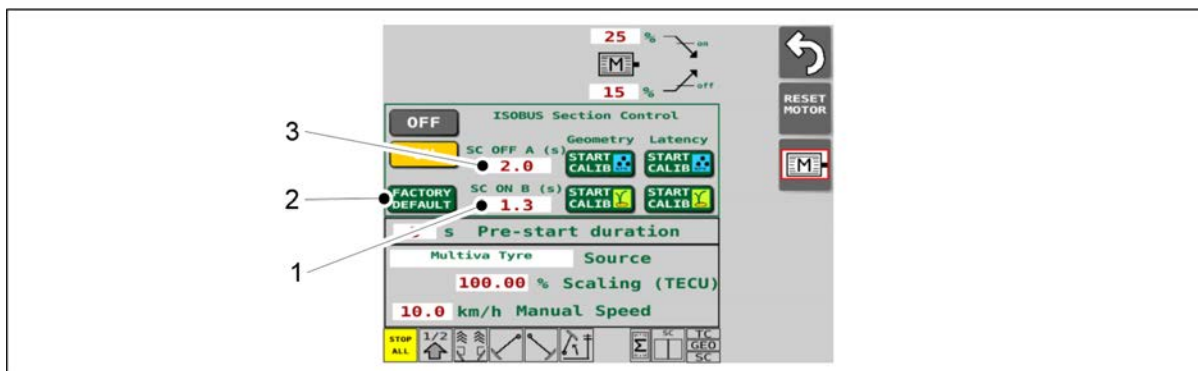 25 %
on
M
15 %
off
RESET
MOTOR
OFF
ISOBUS Section Control
Geometry Latency
3
SC OFF A (s)
2.0
START
CALIB
START
CALIB
M
2
FACTORY
DEFAULT
SC ON B (s)
1.3
START
CALIB
START
CALIB
s Pre-start duration
1
Multiva Tyre Source
100.00 % Scaling (TECU)
10.0 km/h Manual Speed
STOP
ALL
1/2
Σ
SC
TC
GEO
SC